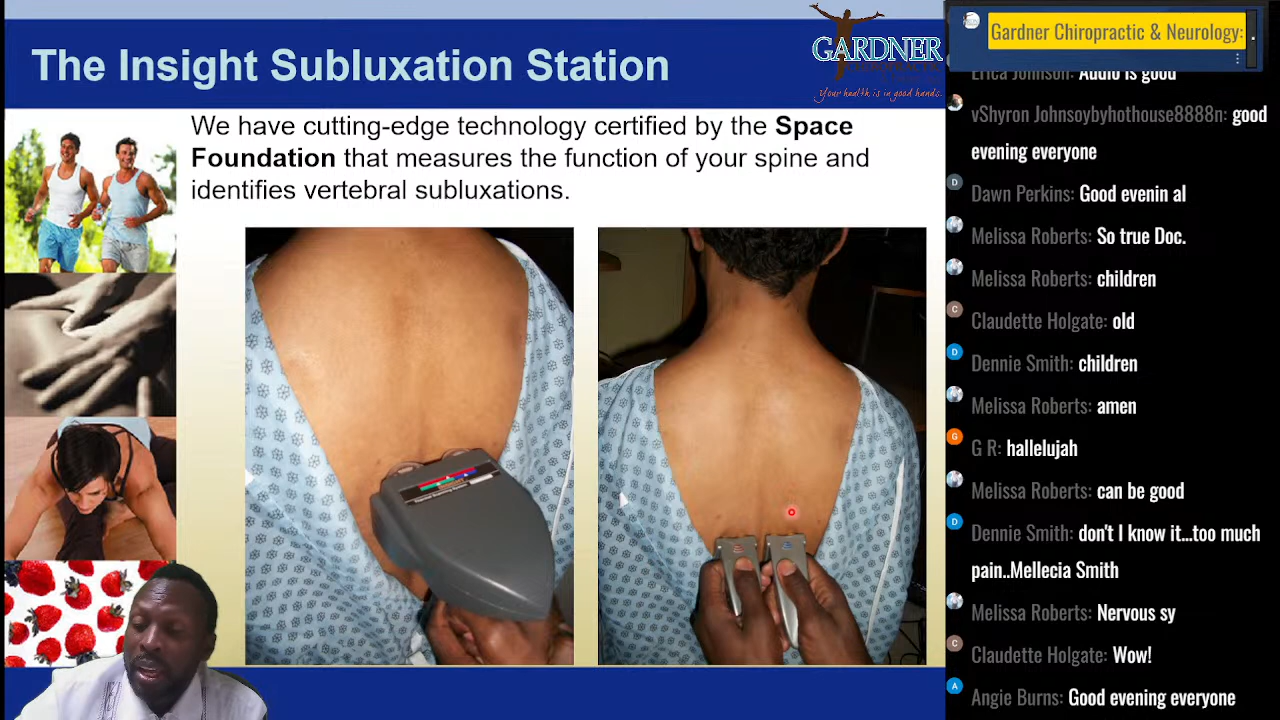 The Insight Subluxation Station
GARDNER
Your health is in good hands.
We have cutting-edge technology certified by the Space
Foundation that measures the function of your spine and
identifies vertebral subluxations.
Gardner Chiropractic & Neurology:
Erica Johnson: Audio is good
vShyron Johnsoybyhothouse8888n: good
evening everyone
D Dawn Perkins: Good evenin al
Melissa Roberts: So true Doc.
Melissa Roberts: children
C Claudette Holgate: old
D Dennie Smith: children
Melissa Roberts: amen
G G R: hallelujah
Melissa Roberts: can be good
D Dennie Smith: don't I know it...too much
pain..Mellecia Smith
Melissa Roberts: Nervous sy
C Claudette Holgate: Wow!
A Angie Burns: Good evening everyone